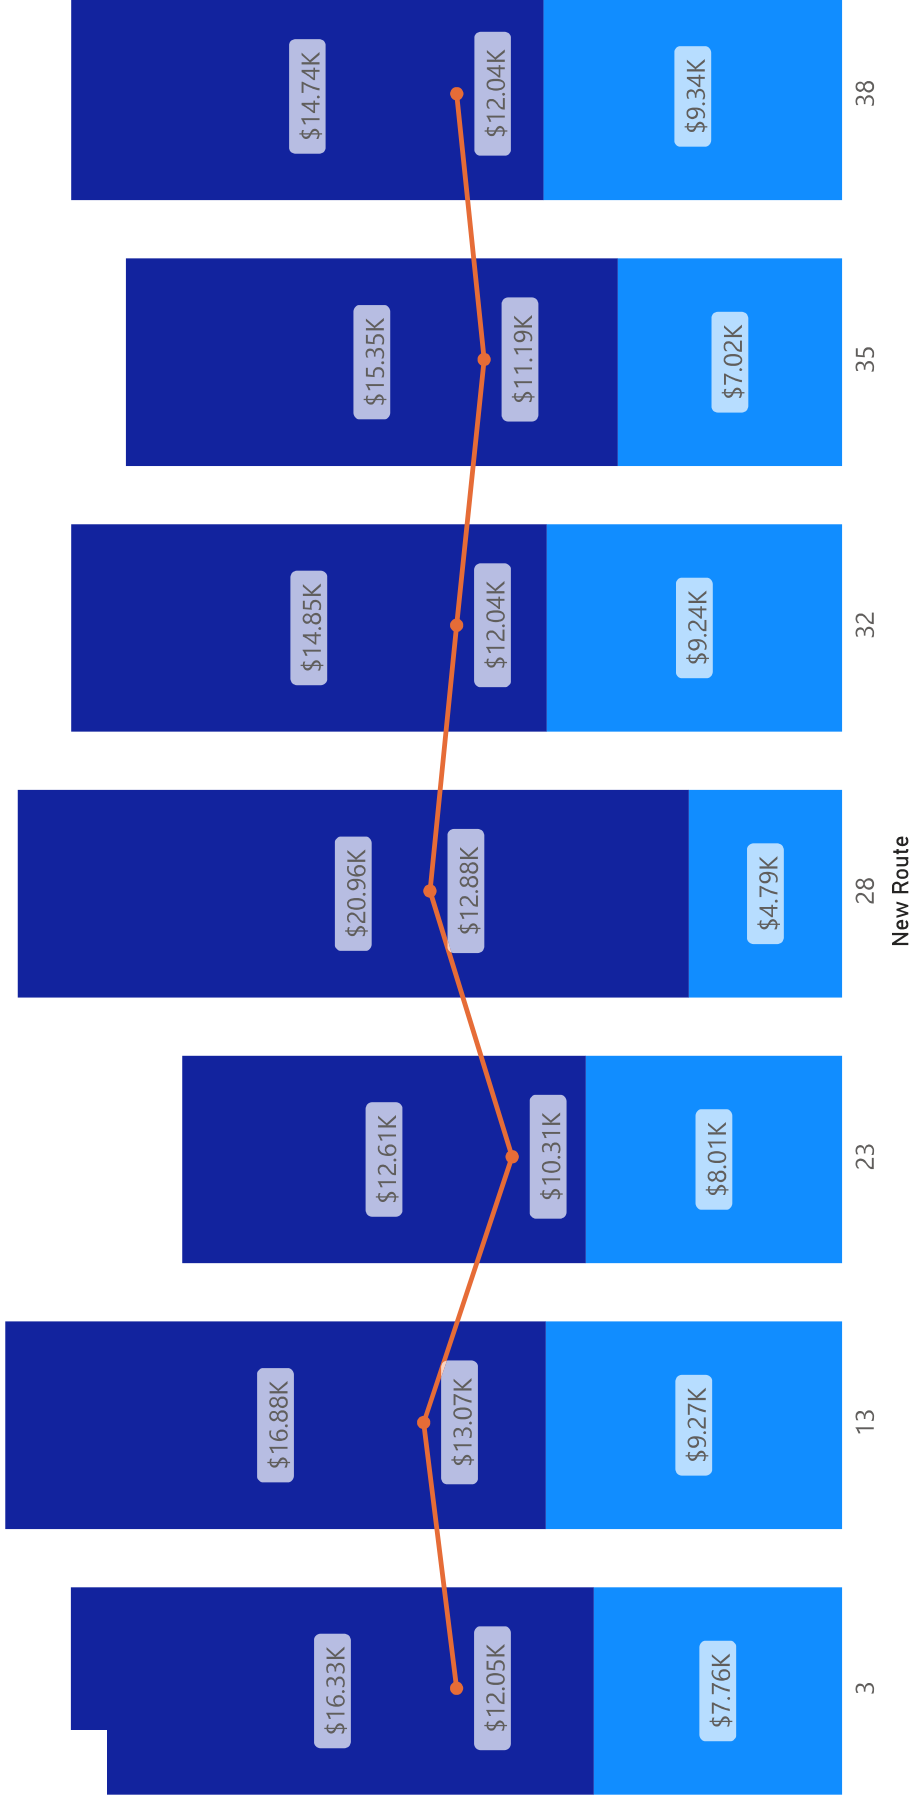 $16.33K
$16.88K
$12.61K
$20.96K
$14.85K
$15.35K
$14.74K
$12.05K
$13.07K
$10.31K
$12.88K
$12.04K
$11.19K
$12.04K
$7.76K
$9.27K
$8.01K
$4.79K
$9.24K
$7.02K
$9.34K
3
13
23
28
32
35
38
New Route